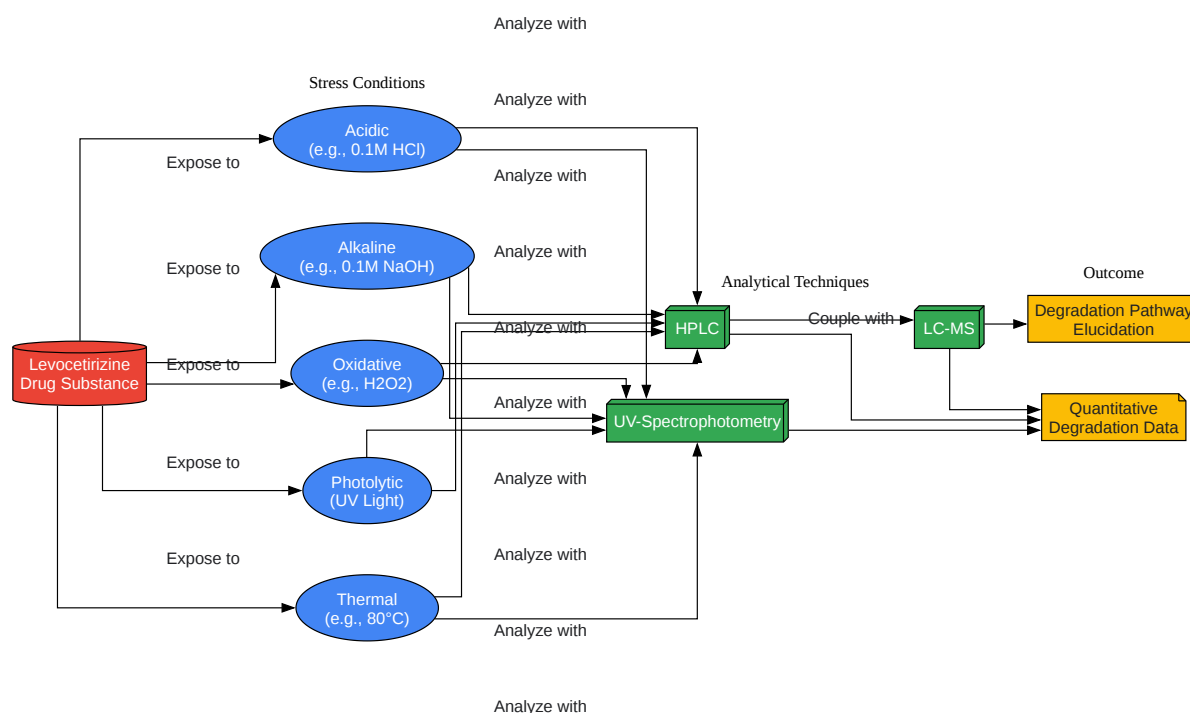 Analyze with
Stress Conditions
Analyze with
Acidic
(e.g., 0.1M HCl)
Expose to
Analyze with
Alkaline
(e.g., 0.1M NaOH)
Expose to
Analyze with
Analytical Techniques
Outcome
Levocetirizine
Drug Substance
Expose to
Oxidative
(e.g., H2O2)
Analyze with
HPLC
Couple with
LC-MS
Degradation Pathway
Elucidation
Analyze with
UV-Spectrophotometry
Quantitative
Degradation Data
Expose to
Photolytic
(UV Light)
Analyze with
Expose to
Analyze with
Thermal
(e.g., 80°C)
Analyze with
Analyze with